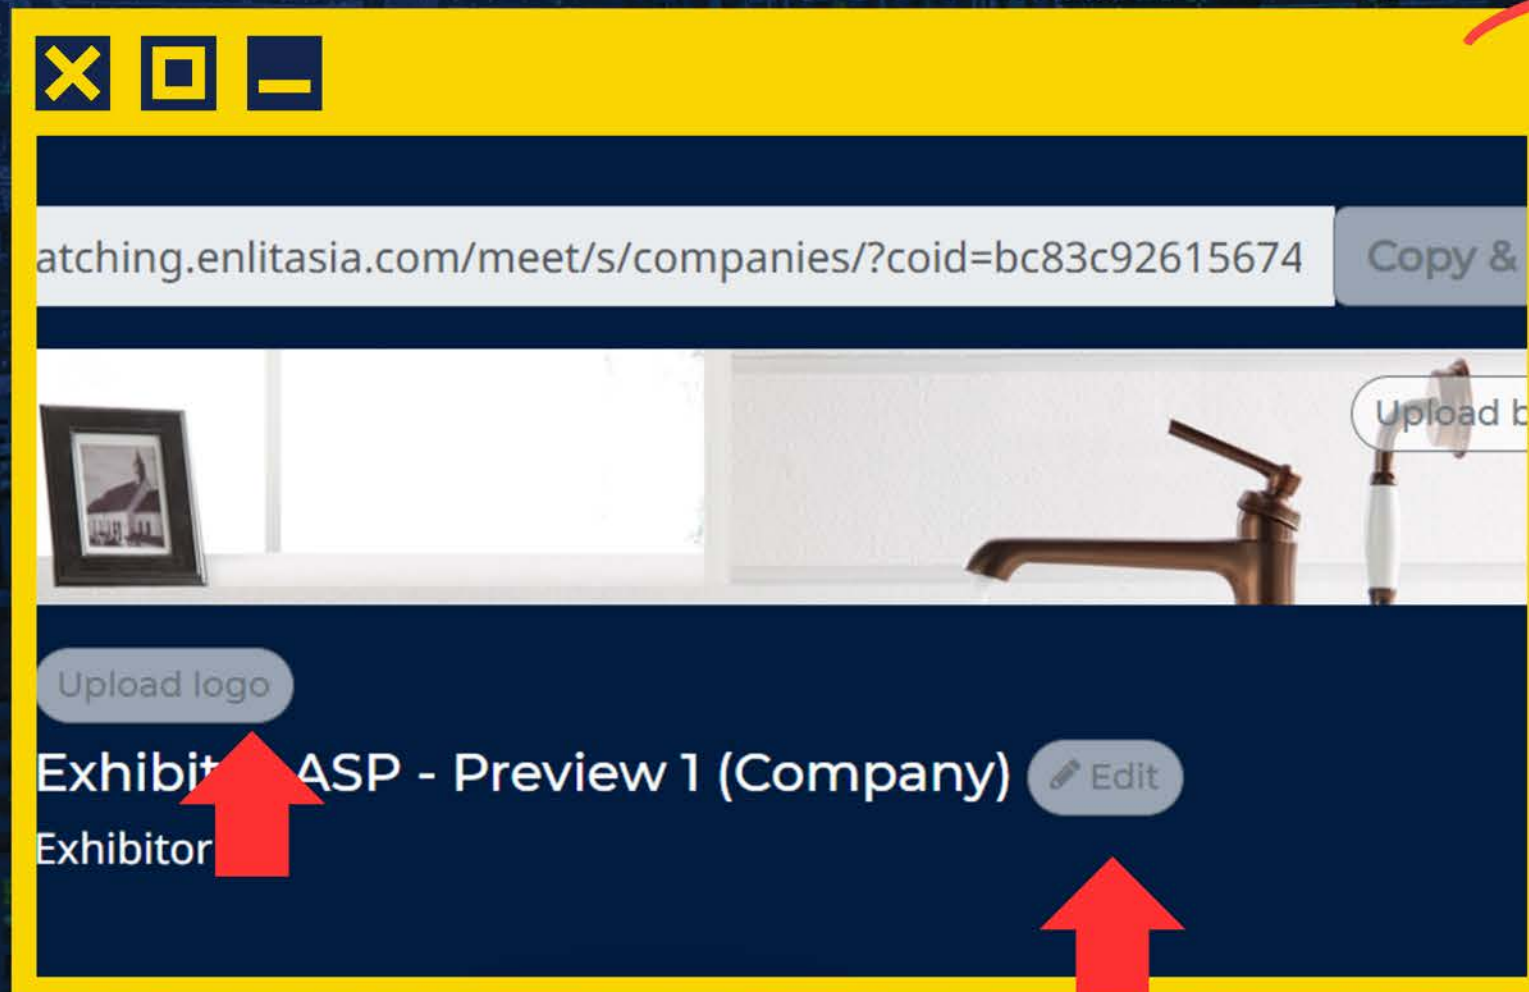 atching.enlitasia.com/meet/s/companies/?coid=bc83c92615674
Copy &
Upload b
Upload logo
Exhibit ASP - Preview 1 (Company)
Edit
Exhibitor